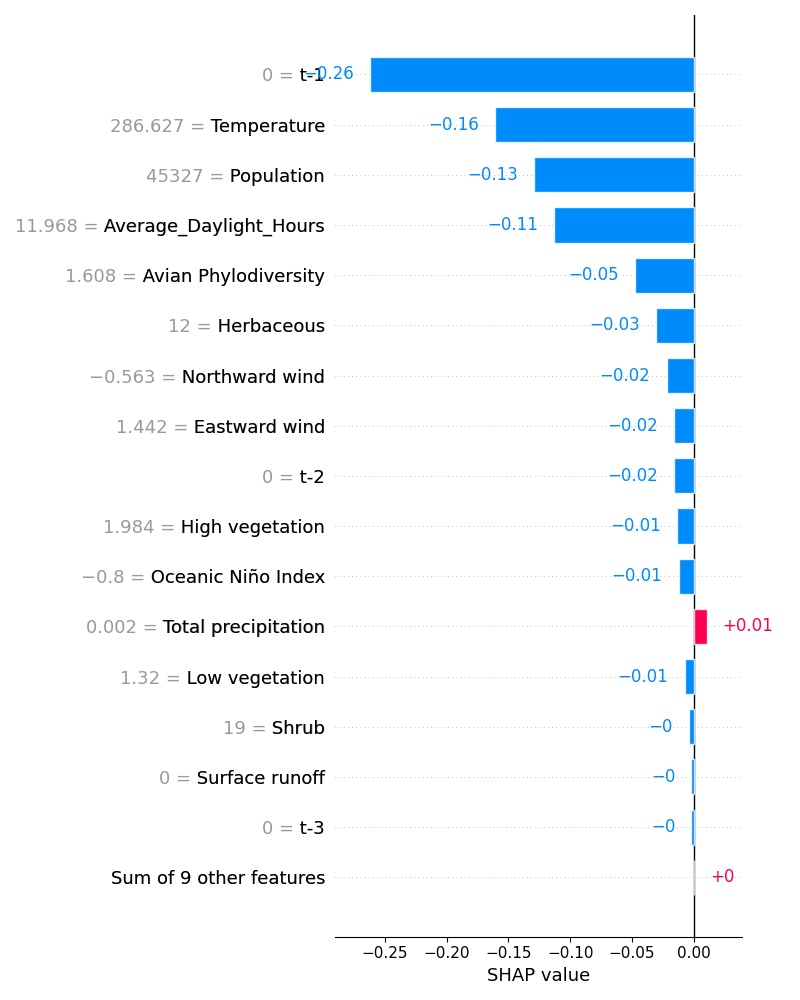 0 = t-1 −0.26
286.627 = Temperature −0.16
45327 = Population −0.13
11.968 = Average_Daylight_Hours −0.11
1.608 = Avian Phylodiversity −0.05
12 = Herbaceous −0.03
−0.563 = Northward wind −0.02
1.442 = Eastward wind −0.02
0 = t-2 −0.02
1.984 = High vegetation −0.01
−0.8 = Oceanic Niño Index −0.01
0.002 = Total precipitation +0.01
1.32 = Low vegetation −0.01
19 = Shrub −0
0 = Surface runoff −0
0 = t-3 −0
Sum of 9 other features +0
−0.25 −0.20 −0.15 −0.10 −0.05 0.00
SHAP value